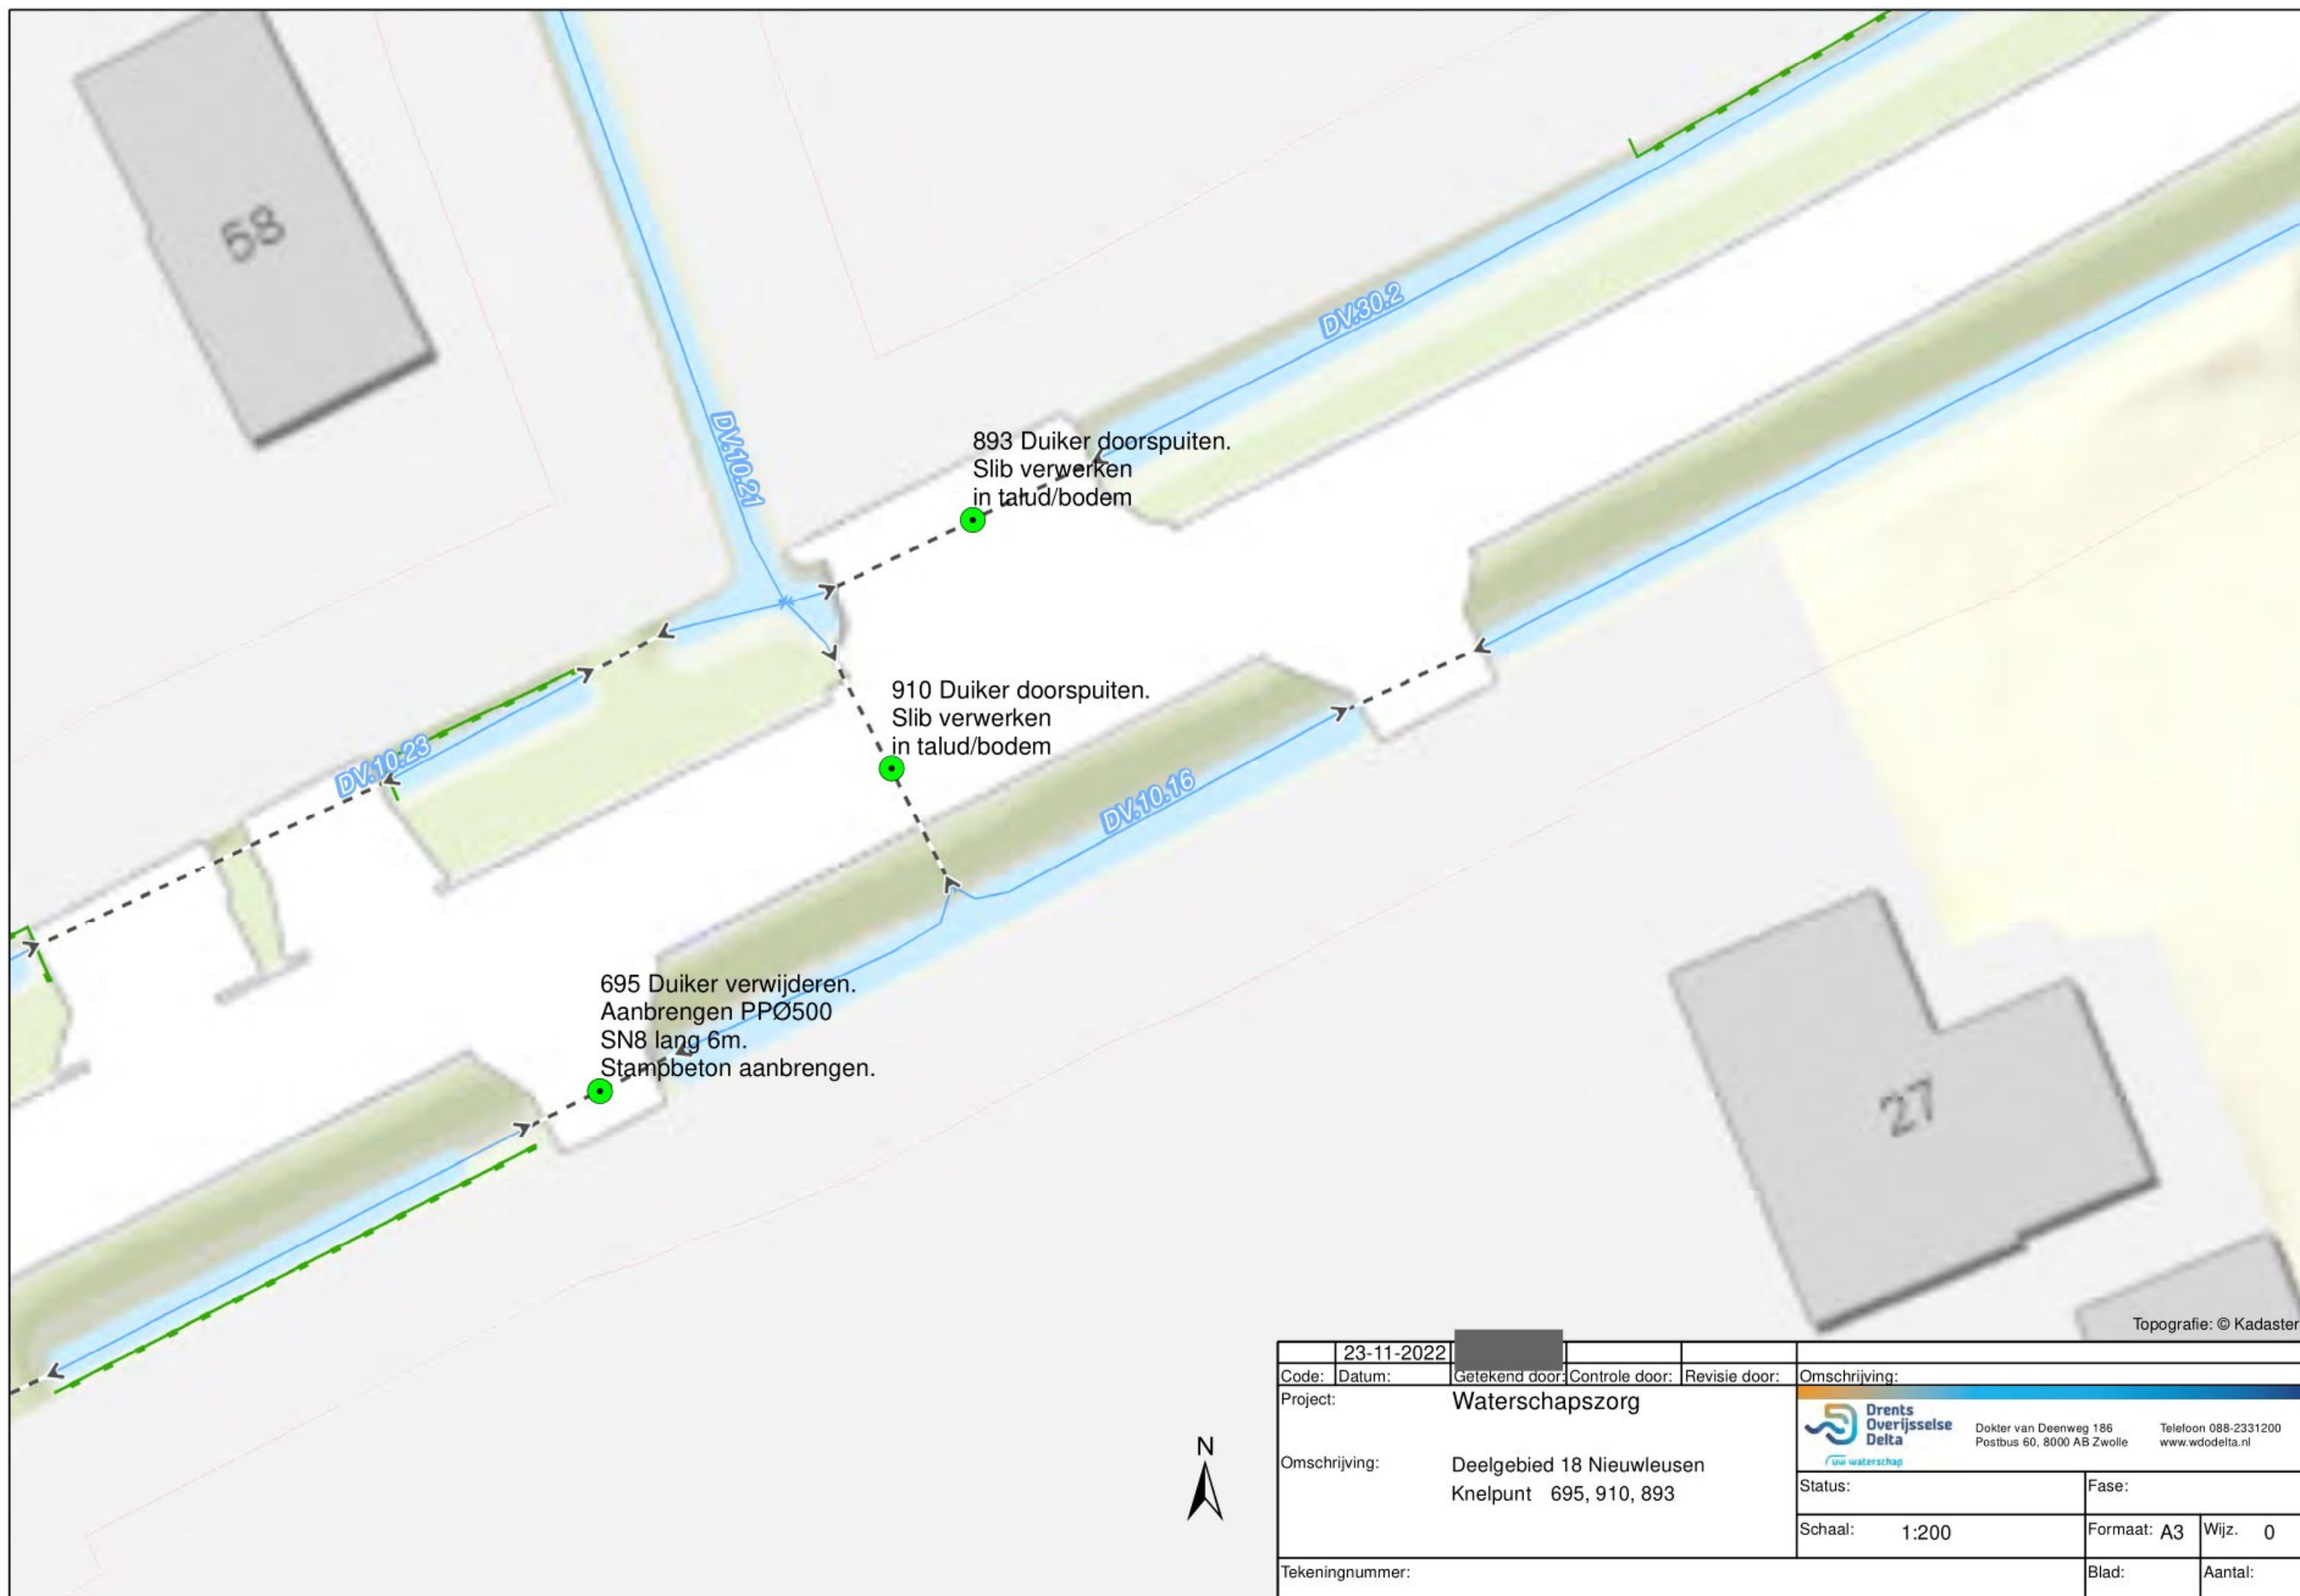 58
DV.30.2
DV.10.21
893 Duiker doorspuiten.
Slib verwerken
in talud/bodem
910 Duiker doorspuiten.
Slib verwerken
in talud/bodem
DV.10.23
DV.10.16
695 Duiker verwijderen.
Aanbrengen PPØ500
SN8 lang 6m.
Stampbeton aanbrengen.
27
Topografie: © Kadaster
N
23-11-2022
Code: Datum: Getekend door: Controle door: Revisie door: Omschrijving:
Project: Waterschapszorg
Omschrijving: Deelgebied 18 Nieuwleusen
Knelpunt 695, 910, 893
Drents
Overijsselse
Delta
uw waterschap
Dokter van Deenweg 186
Postbus 60, 8000 AB Zwolle
Telefoon 088-2331200
www.wdodelta.nl
Status: Fase:
Schaal: 1:200 Formaat: A3 Wijz. 0
Tekeningnummer: Blad: Aantal: